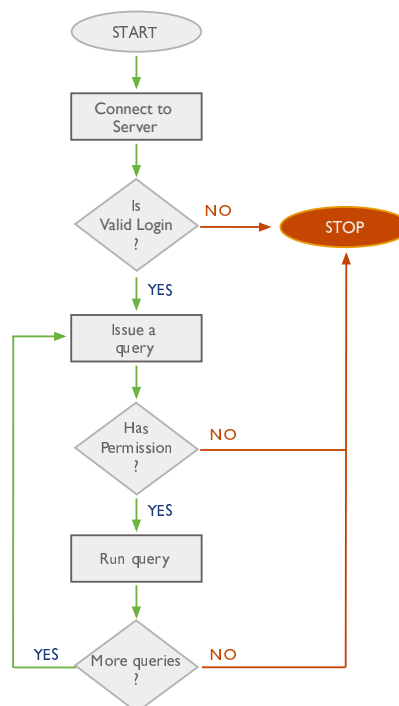 START
Connect to
Server
Is
Valid Login
?
NO
STOP
YES
Issue a
query
Has
Permission
?
NO
YES
Run query
YES
More queries
?
NO